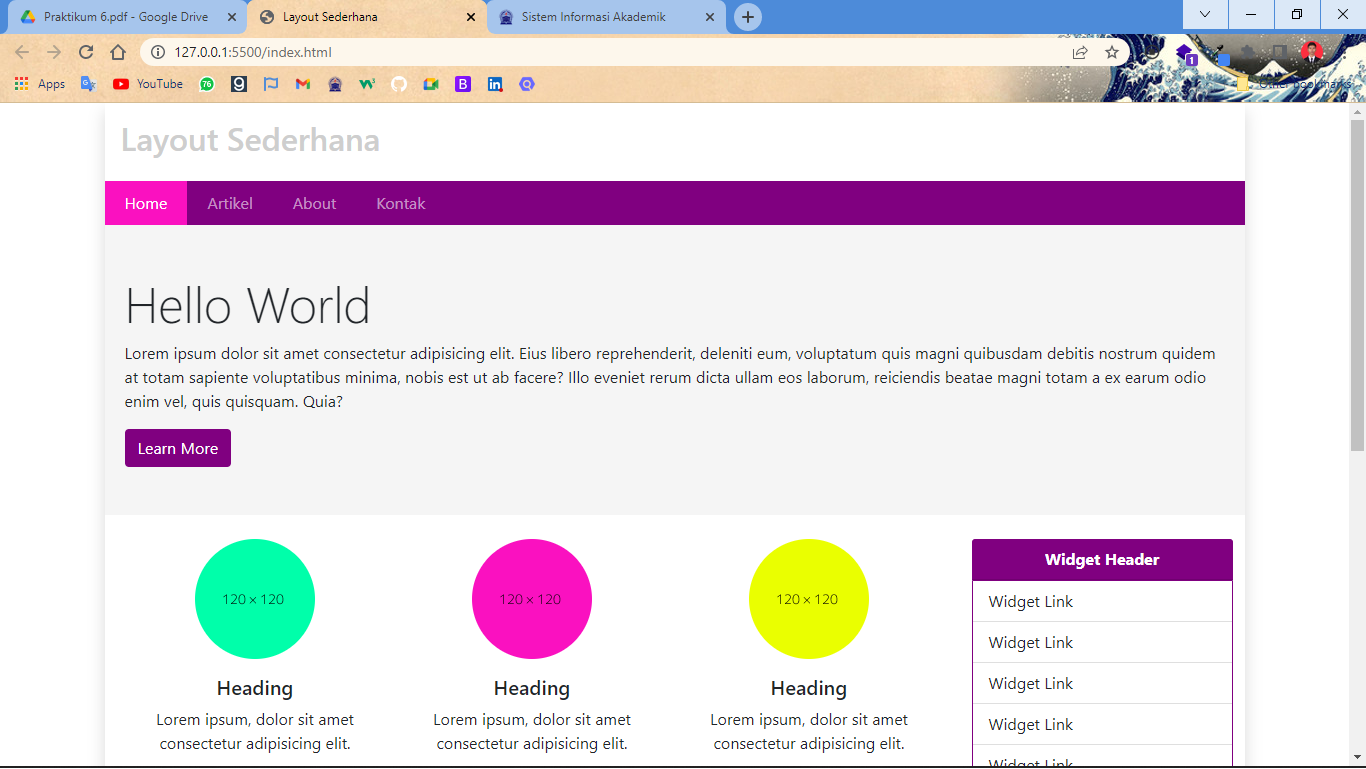 Praktikum 6.pdf - Google Drive
Layout Sederhana
Sistem Informasi Akademik
127.0.0.1:5500/index.html
Apps
YouTube
76
1
Other bookmarks
Layout Sederhana
Home
Artikel
About
Kontak
Hello World
Lorem ipsum dolor sit amet consectetur adipisicing elit. Eius libero reprehenderit, deleniti eum, voluptatum quis magni quibusdam debitis nostrum quidem
at totam sapiente voluptatibus minima, nobis est ut ab facere? Illo eveniet rerum dicta ullam eos laborum, reiciendis beatae magni totam a ex earum odio
enim vel, quis quisquam. Quia?
Learn More
120 × 120
Heading
Lorem ipsum, dolor sit amet
consectetur adipisicing elit.
120 × 120
Heading
Lorem ipsum, dolor sit amet
consectetur adipisicing elit.
120 × 120
Heading
Lorem ipsum, dolor sit amet
consectetur adipisicing elit.
Widget Header
Widget Link
Widget Link
Widget Link
Widget Link
Widget Link